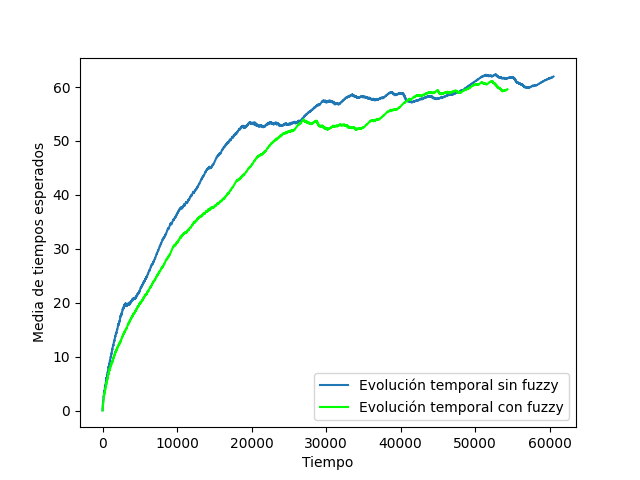 60
50
40
30
20
10
0
Media de tiempos esperados
Evolución temporal sin fuzzy
Evolución temporal con fuzzy
0 10000 20000 30000 40000 50000 60000
Tiempo